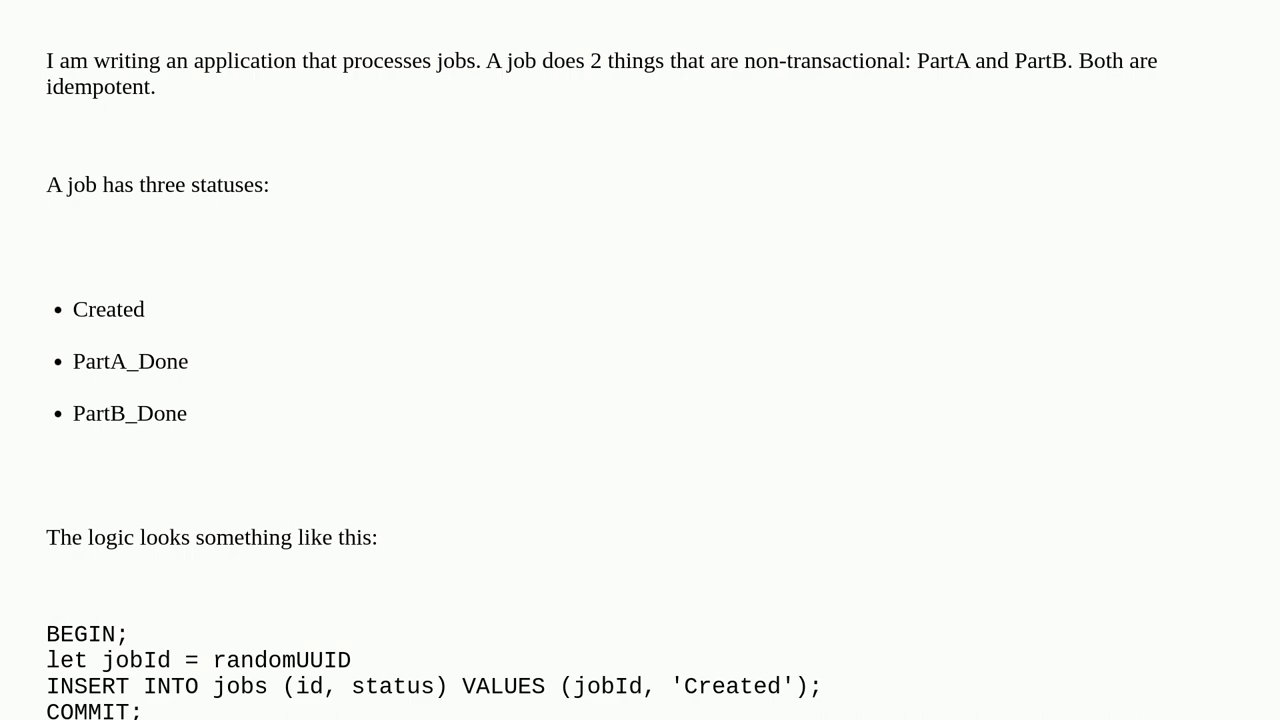 I am writing an application that processes jobs. A job does 2 things that are non-transactional: PartA and PartB. Both are
idempotent.
A job has three statuses:
• Created
• PartA_Done
• PartB_Done
The logic looks something like this:
BEGIN;
let jobId = randomUUID
INSERT INTO jobs (id, status) VALUES (jobId, 'Created');
COMMIT;